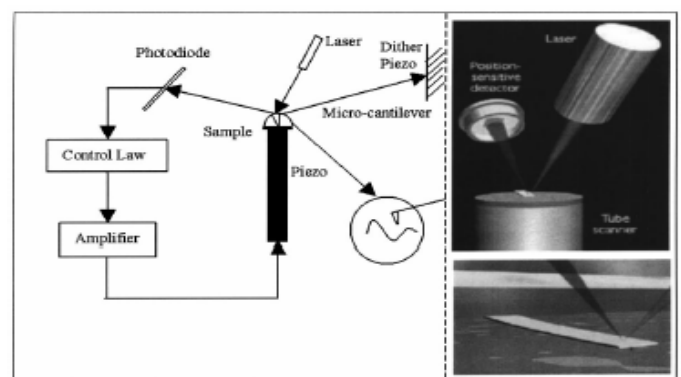 Photodiode
Laser
Dither
Piezo
Sample
Micro-cantilever
Control Law
Piezo
Amplifier
Laser
Position-
sensitive
detector
Tube
scanner